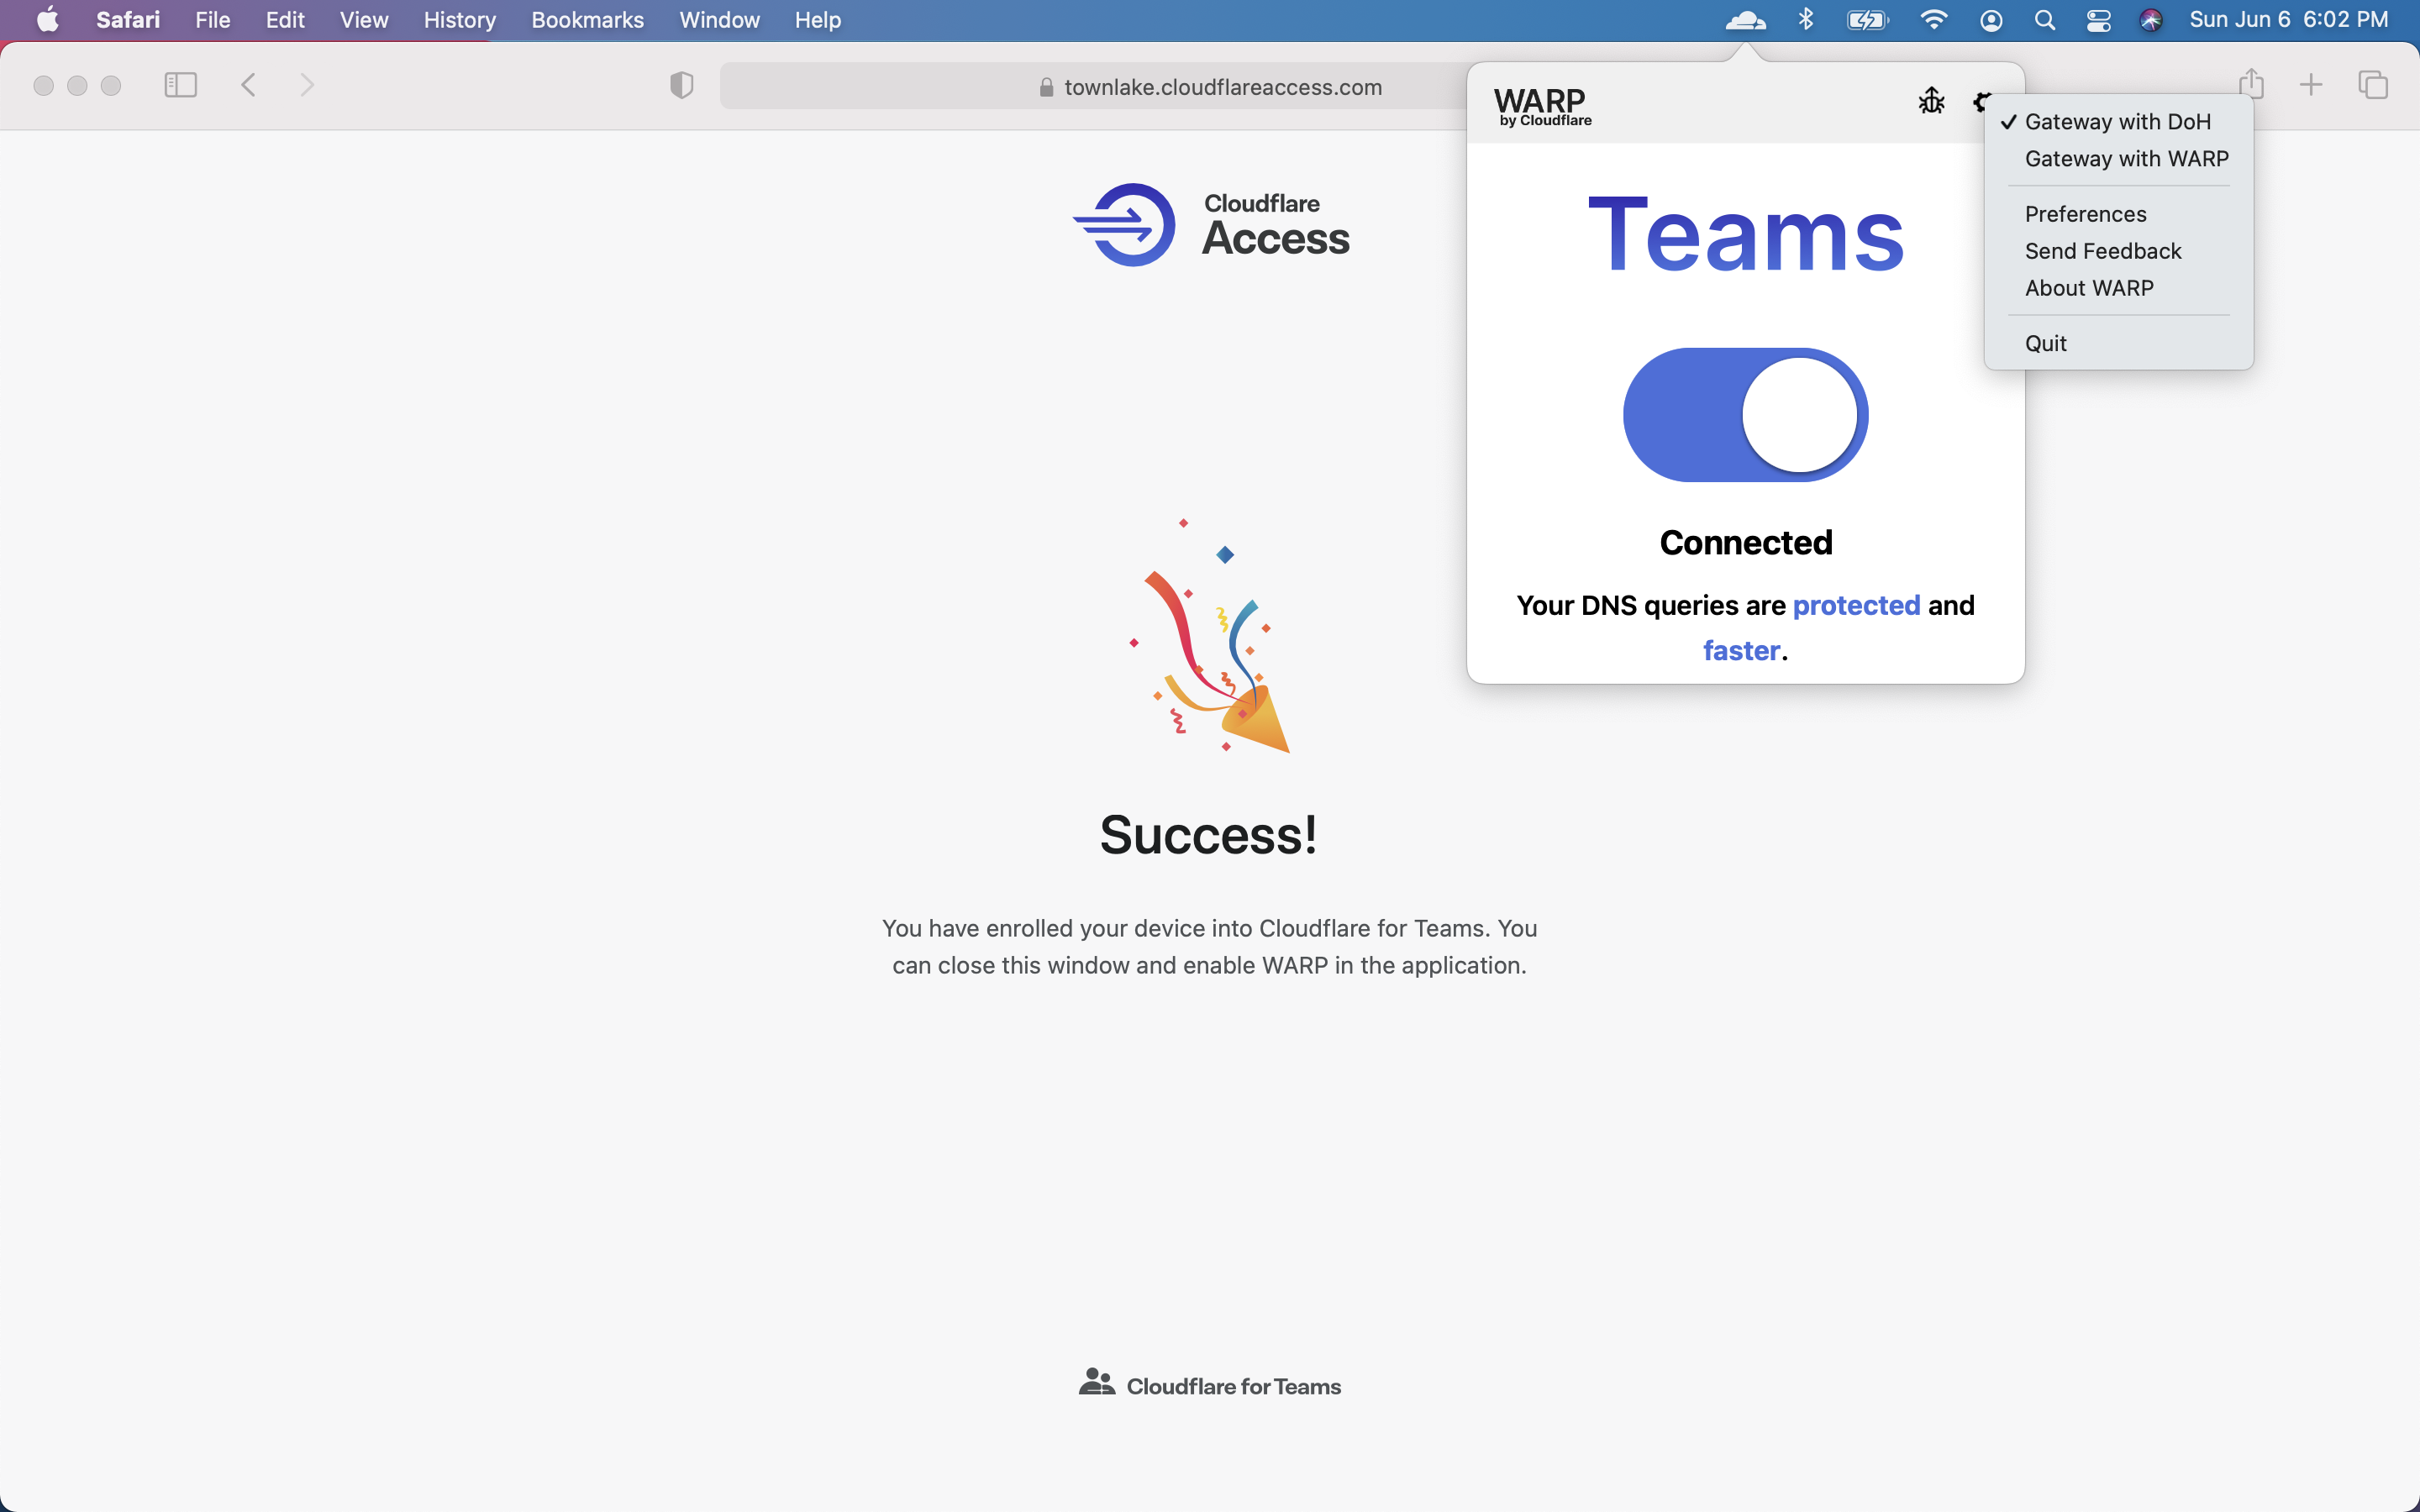 Safari File Edit View History Bookmarks Window Help Sun Jun 6 6:02 PM
townlake.cloudflareaccess.com
WARP
by Cloudflare
Gateway with DoH
Gateway with WARP
Preferences
Send Feedback
About WARP
Quit
Teams
Connected
Your DNS queries are protected and
faster.
Cloudflare
Access
Success!
You have enrolled your device into Cloudflare for Teams. You
can close this window and enable WARP in the application.
Cloudflare for Teams